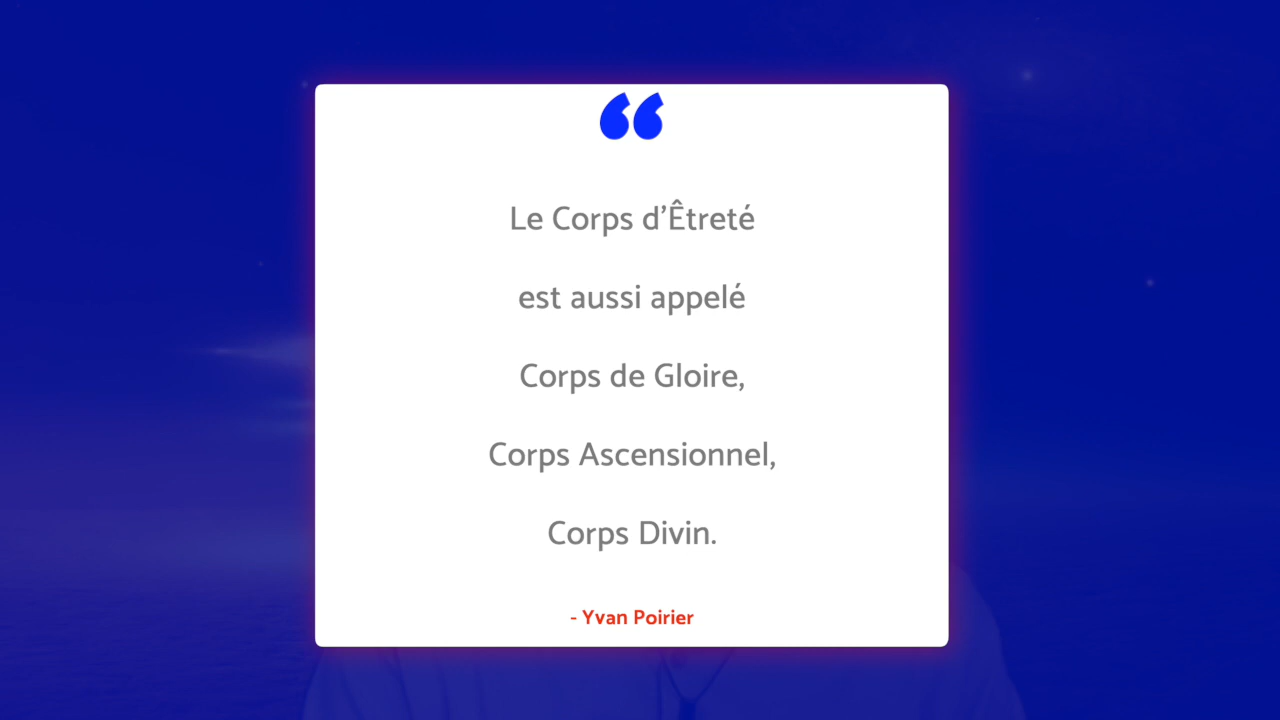 “
Le Corps d’Êtreté
est aussi appelé
Corps de Gloire,
Corps Ascensionnel,
Corps Divin.
- Yvan Poirier